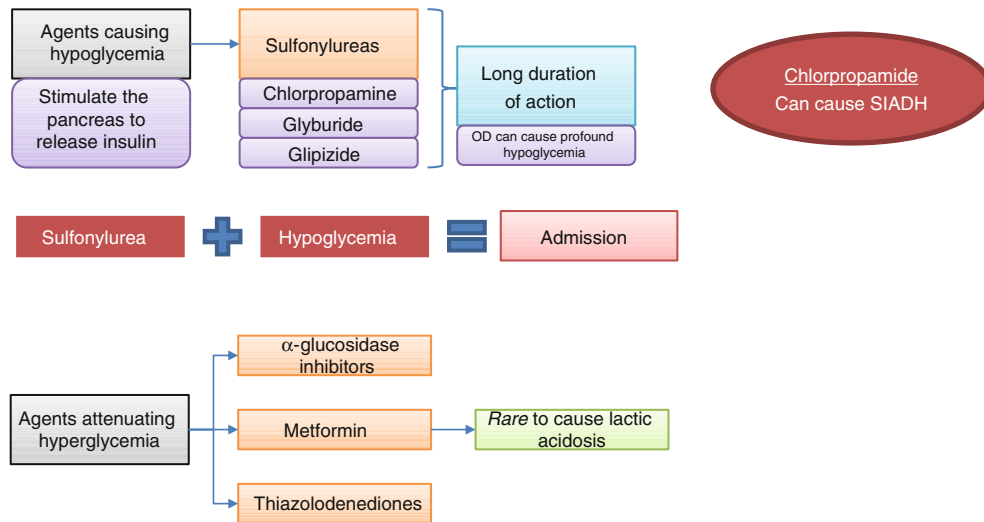 Agents causing
hypoglycemia
Stimulate the
pancreas to
release insulin
Sulfonylureas
Chlorpropamine
Glyburide
Glipizide
Long duration
of action
OD can cause profound
hypoglycemia
Chlorpropamide
Can cause SIADH
Sulfonylurea
Hypoglycemia
Admission
Agents attenuating
hyperglycemia
α-glucosidase
inhibitors
Metformin
Rare to cause lactic
acidosis
Thiazolodenediones